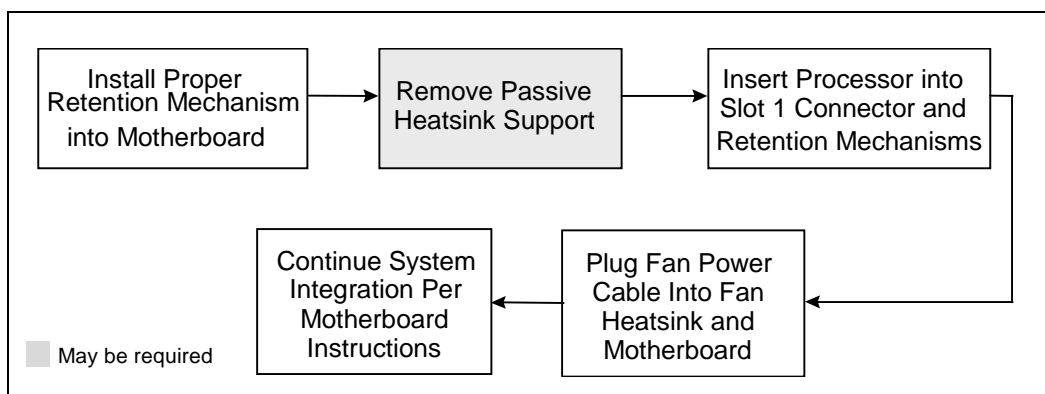 Install Proper
Retention Mechanism
into Motherboard
Remove Passive
Heatsink Support
Insert Processor into
Slot 1 Connector and
Retention Mechanisms
Plug Fan Power
Cable Into Fan
Heatsink and
Motherboard
Continue System
Integration Per
Motherboard
Instructions
May be required